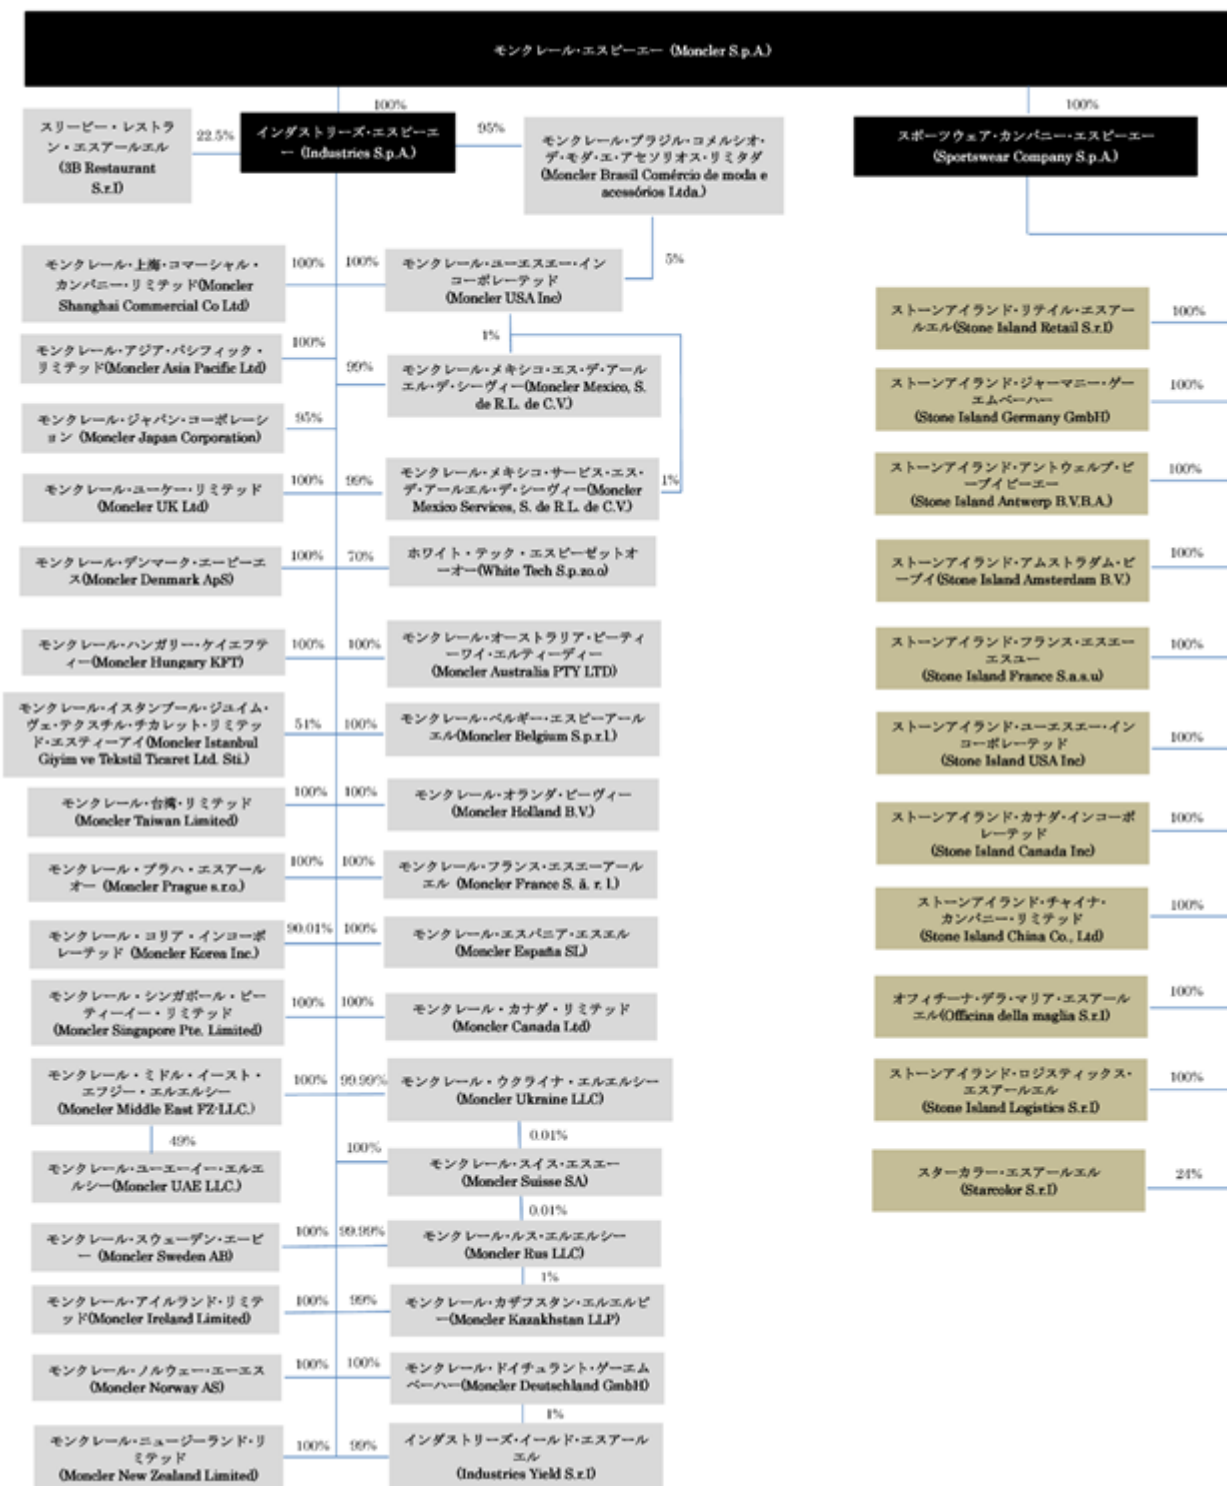 モンクレール・エスピーエー (Moncler S.p.A.)
100%
100%
スリービー・レストラ
ン・エスアールエル
(3B Restaurant
S.r.l)
22.5%
インダストリーズ・エスピーエ
ー (Industries S.p.A.)
95%
モンクレール・ブラジル・コメルシオ・
デ・モダ・エ・アセソリオス・リミタダ
(Moncler Brasil Comércio de moda e
acessórios Ltda.)
スポーツウェア・カンパニー・エスピーエー
(Sportswear Company S.p.A.)
モンクレール・上海・コマーシャル・
カンパニー・リミテッド(Moncler
Shanghai Commercial Co Ltd)
100%
100%
モンクレール・ユーエスエー・イン
コーポレーテッド
(Moncler USA Inc)
5%
モンクレール・アジア・パシフィック・
リミテッド(Moncler Asia Pacific Ltd)
100%
1%
99%
モンクレール・メキシコ・エス・デ・アール
エル・デ・シーヴィー(Moncler Mexico, S.
de R.L. de C.V.)
モンクレール・ジャパン・コーポレーシ
ョン (Moncler Japan Corporation)
95%
モンクレール・ユーケー・リミテッド
(Moncler UK Ltd)
100%
99%
モンクレール・メキシコ・サービス・エス・
デ・アールエル・デ・シーヴィー(Moncler
Mexico Services, S. de R.L. de C.V.)
1%
モンクレール・デンマーク・エーピーエ
ス(Moncler Denmark ApS)
100%
70%
ホワイト・テック・エスピーゼットオ
ーオー(White Tech S.p.zo.o)
モンクレール・ハンガリー・ケイエフテ
ィー(Moncler Hungary KFT)
100%
100%
モンクレール・オーストラリア・ピーティ
ーワイ・エルティーディー
(Moncler Australia PTY LTD)
モンクレール・イスタンブール・ジユイム・
ヴェ・テクスチル・チカレット・リミテッ
ド・エスティーアイ(Moncler Istanbul
Giyim ve Tekstil Ticaret Ltd. Sti.)
51%
100%
モンクレール・ベルギー・エスピーアール
エル(Moncler Belgium S.p.r.l.)
モンクレール・台湾・リミテッド
(Moncler Taiwan Limited)
100%
100%
モンクレール・オランダ・ビーヴィー
(Moncler Holland B.V.)
モンクレール・プラハ・エスアール
オー (Moncler Prague s.r.o.)
100%
100%
モンクレール・フランス・エスエーアール
エル (Moncler France S. à. r. l.)
モンクレール・コリア・インコーポ
レーテッド (Moncler Korea Inc.)
90.01%
100%
モンクレール・エスパニア・エスエル
(Moncler España SL)
モンクレール・シンガポール・ピー
ティーイー・リミテッド
(Moncler Singapore Pte. Limited)
100%
100%
モンクレール・カナダ・リミテッド
(Moncler Canada Ltd)
モンクレール・ミドル・イースト・
エフジー・エルエルシー
(Moncler Middle East FZ-LLC.)
100%
99.99%
モンクレール・ウクライナ・エルエルシー
(Moncler Ukraine LLC)
49%
0.01%
モンクレール・ユーエーイー・エルエ
ルシー(Moncler UAE LLC.)
100%
モンクレール・スイス・エスエー
(Moncler Suisse SA)
0.01%
モンクレール・スウェーデン・エービ
ー (Moncler Sweden AB)
100%
99.99%
モンクレール・ルス・エルエルシー
(Moncler Rus LLC)
1%
モンクレール・アイルランド・リミテ
ッド(Moncler Ireland Limited)
100%
99%
モンクレール・カザフスタン・エルエルピ
ー(Moncler Kazakhstan LLP)
モンクレール・ノルウェー・エーエス
(Moncler Norway AS)
100%
100%
モンクレール・ドイチュラント・ゲーエム
ベーハー(Moncler Deutschland GmbH)
1%
モンクレール・ニュージーランド・リ
ミテッド
(Moncler New Zealand Limited)
100%
99%
インダストリーズ・イールド・エスアール
エル
(Industries Yield S.r.l)
ストーンアイランド・リテイル・エスアー
ルエル(Stone Island Retail S.r.l)
100%
ストーンアイランド・ジャーマニー・ゲー
エムベーハー
(Stone Island Germany GmbH)
100%
ストーンアイランド・アントウェルプ・ビ
ーブイビーエー
(Stone Island Antwerp B.V.B.A.)
100%
ストーンアイランド・アムストラダム・ビ
ーブイ(Stone Island Amsterdam B.V.)
100%
ストーンアイランド・フランス・エスエー
エスユー
(Stone Island France S.a.s.u)
100%
ストーンアイランド・ユーエスエー・イン
コーポレーテッド
(Stone Island USA Inc)
100%
ストーンアイランド・カナダ・インコーポ
レーテッド
(Stone Island Canada Inc)
100%
ストーンアイランド・チャイナ・
カンパニー・リミテッド
(Stone Island China Co., Ltd)
100%
オフィチーナ・デラ・マリア・エスアール
エル(Officina della maglia S.r.l)
100%
ストーンアイランド・ロジスティックス・
エスアールエル
(Stone Island Logistics S.r.l)
100%
スターカラー・エスアールエル
(Starcolor S.r.l)
24%